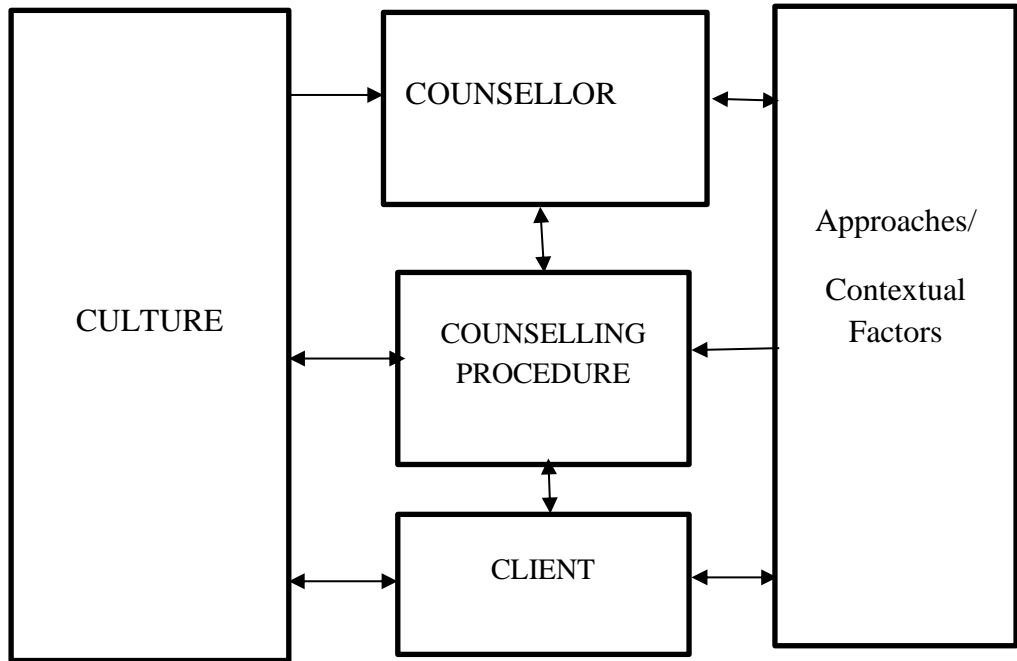 COUNSELLOR
Approaches/
Contextual
Factors
CULTURE
COUNSELLING
PROCEDURE
CLIENT